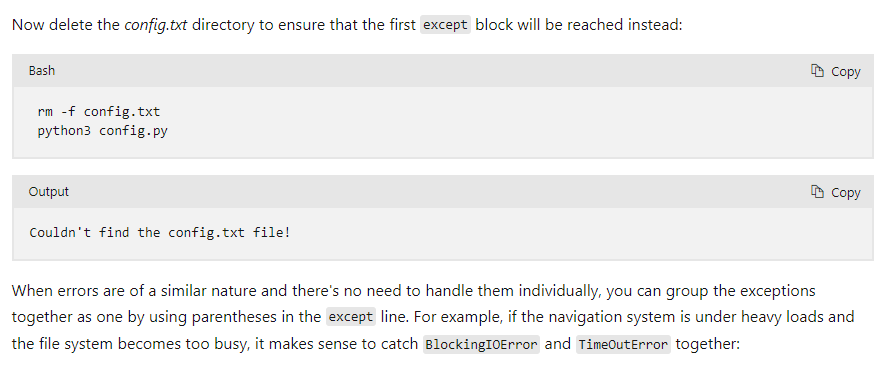 Now delete the config.txt directory to ensure that the first except block will be reached instead:
Bash
Copy
rm -f config.txt
python3 config.py
Output
Copy
Couldn't find the config.txt file!
When errors are of a similar nature and there's no need to handle them individually, you can group the exceptions
together as one by using parentheses in the except line. For example, if the navigation system is under heavy loads and
the file system becomes too busy, it makes sense to catch BlockingIOError and TimeOutError together: